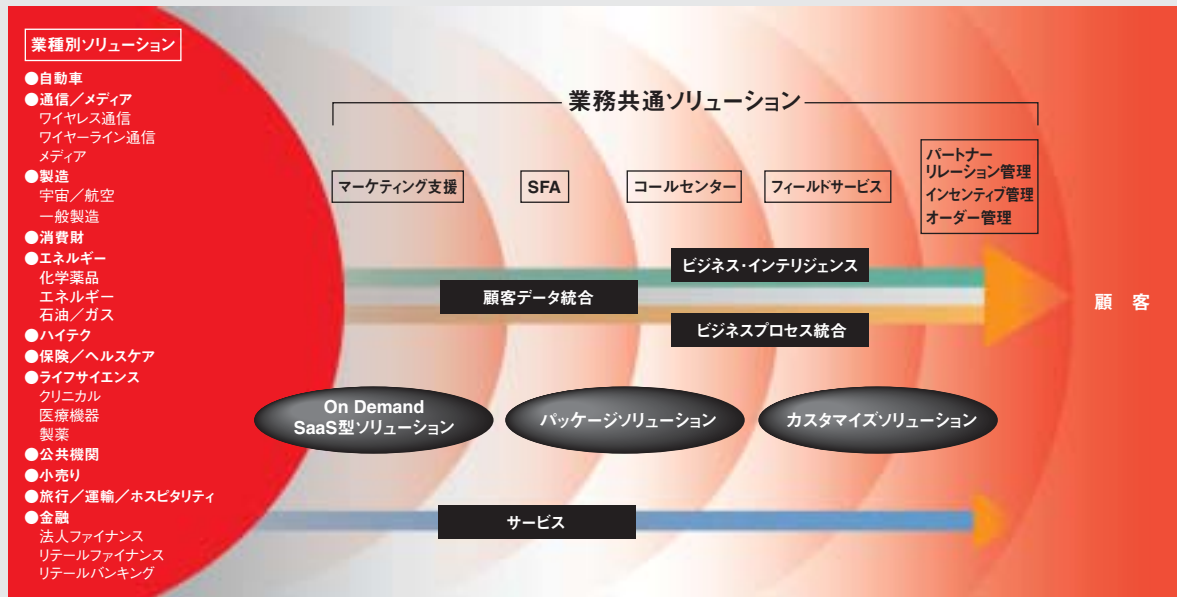 業種別ソリューション
●自動車
●通信／メディア
ワイヤレス通信
ワイヤーライン通信
メディア
●製造
宇宙／航空
一般製造
●消費財
●エネルギー
化学薬品
エネルギー
石油／ガス
●ハイテク
●保険／ヘルスケア
●ライフサイエンス
クリニカル
医療機器
製薬
●公共機関
●小売り
●旅行／運輸／ホスピタリティ
●金融
法人ファイナンス
リテールファイナンス
リテールバンキング
業務共通ソリューション
マーケティング支援
SFA
コールセンター
フィールドサービス
パートナー
リレーション管理
インセンティブ管理
オーダー管理
ビジネス・インテリジェンス
顧客データ統合
ビジネスプロセス統合
顧 客
On Demand
SaaS型ソリューション
パッケージソリューション
カスタマイズソリューション
サービス